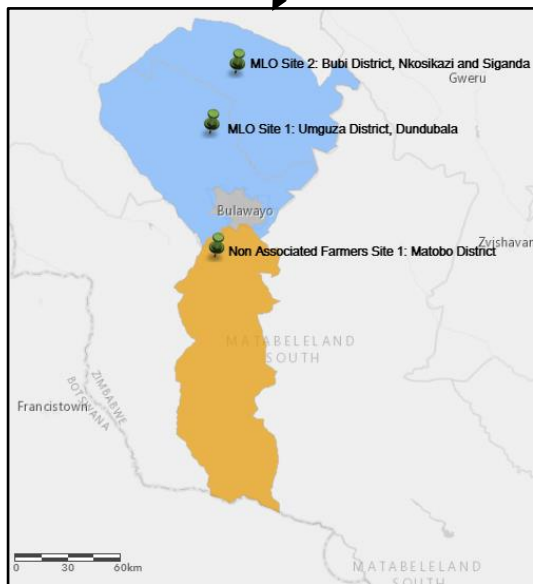 MLO Site 2: Bubi District, Nkosikazi and Siganda
Gweru
MLO Site 1: Umguza District, Dundubala
Bulawayo
Zvishavan
Non Associated Farmers Site 1: Matobo District
MATABELELAND
SOUTH
Francistown
ZIMBABWE
BOTSWANA
0 30 60km
MATABELELAND
SOUTH